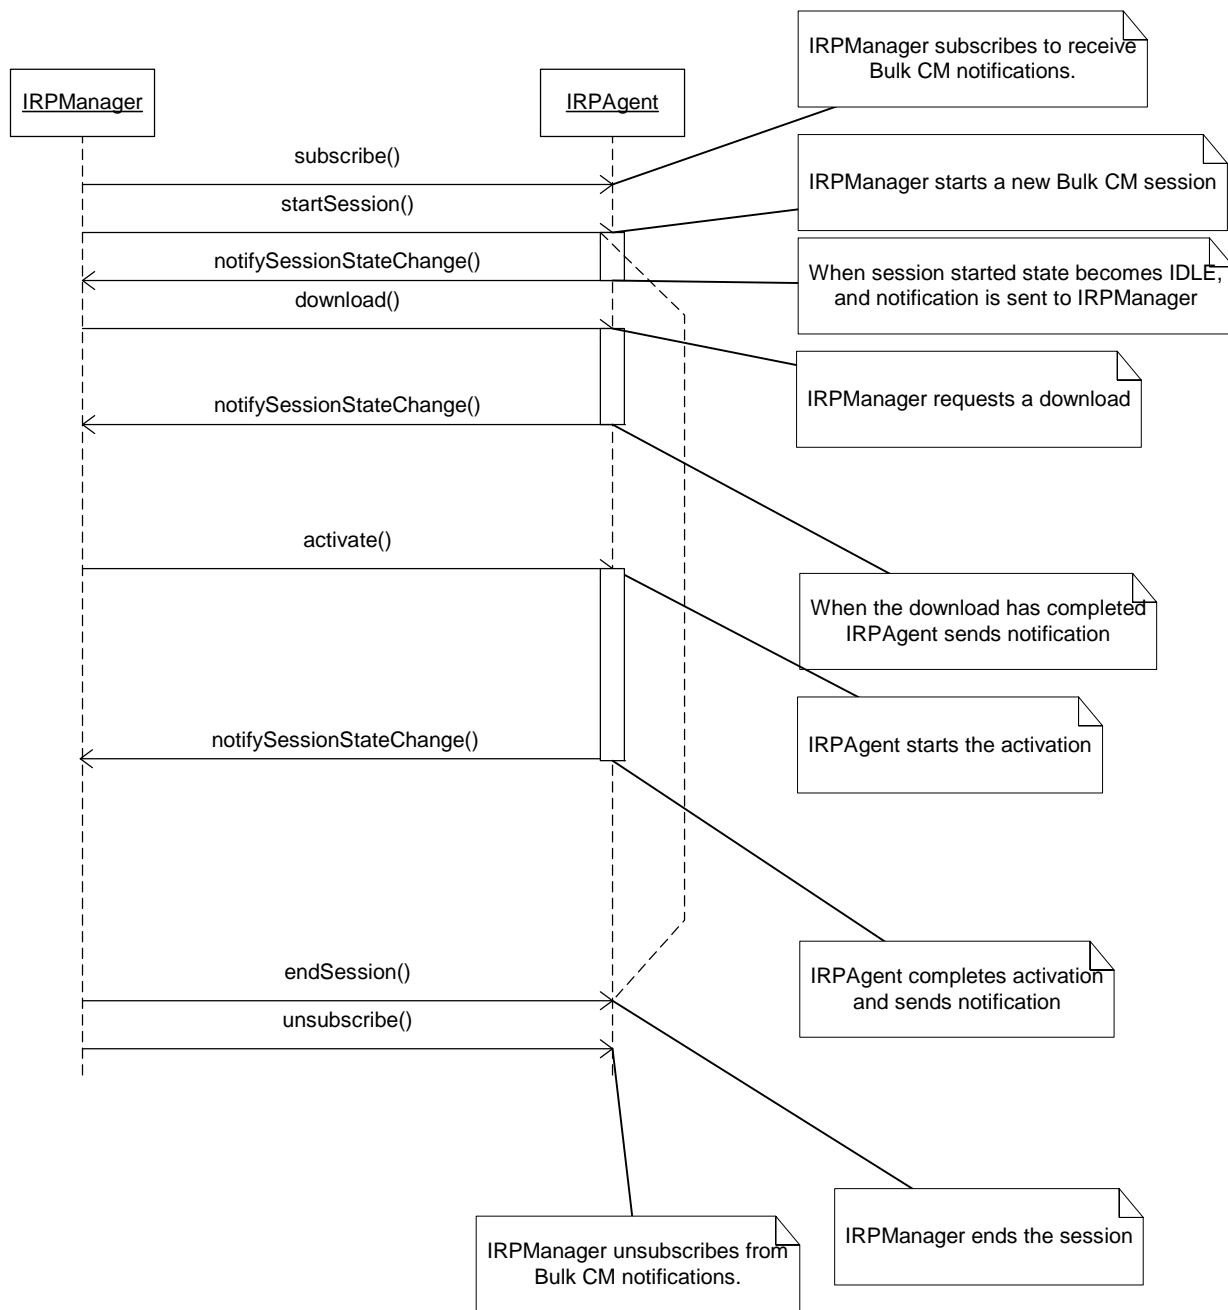 IRPManager subscribes to receive
Bulk CM notifications.
IRPManager
IRPAgent
subscribe()
IRPManager starts a new Bulk CM session
startSession()
notifySessionStateChange()
When session started state becomes IDLE,
and notification is sent to IRPManager
download()
IRPManager requests a download
notifySessionStateChange()
activate()
When the download has completed
IRPAgent sends notification
notifySessionStateChange()
IRPAgent starts the activation
endSession()
IRPAgent completes activation
and sends notification
unsubscribe()
IRPManager ends the session
IRPManager unsubscribes from
Bulk CM notifications.